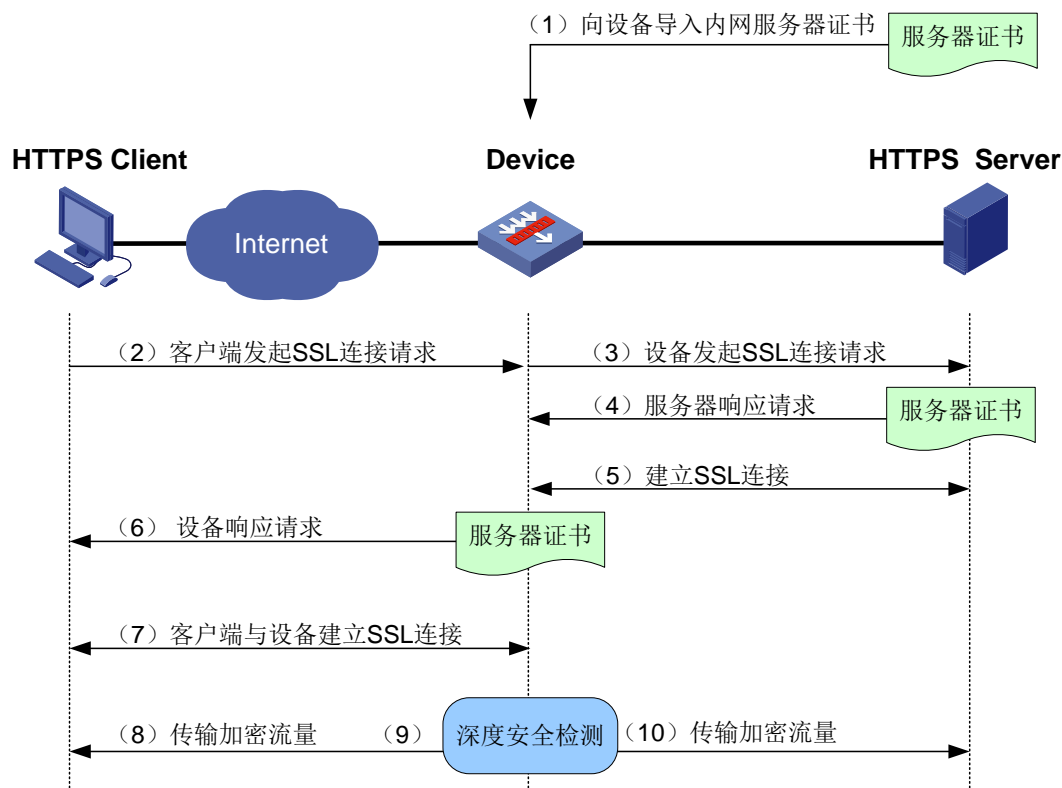 （1）向设备导入内网服务器证书
服务器证书
HTTPS Client
Device
HTTPS Server
Internet
（2）客户端发起SSL连接请求
（3）设备发起SSL连接请求
（4）服务器响应请求
服务器证书
（5）建立SSL连接
（6） 设备响应请求
服务器证书
（7）客户端与设备建立SSL连接
（8）传输加密流量
（9）
深度安全检测
（10）传输加密流量